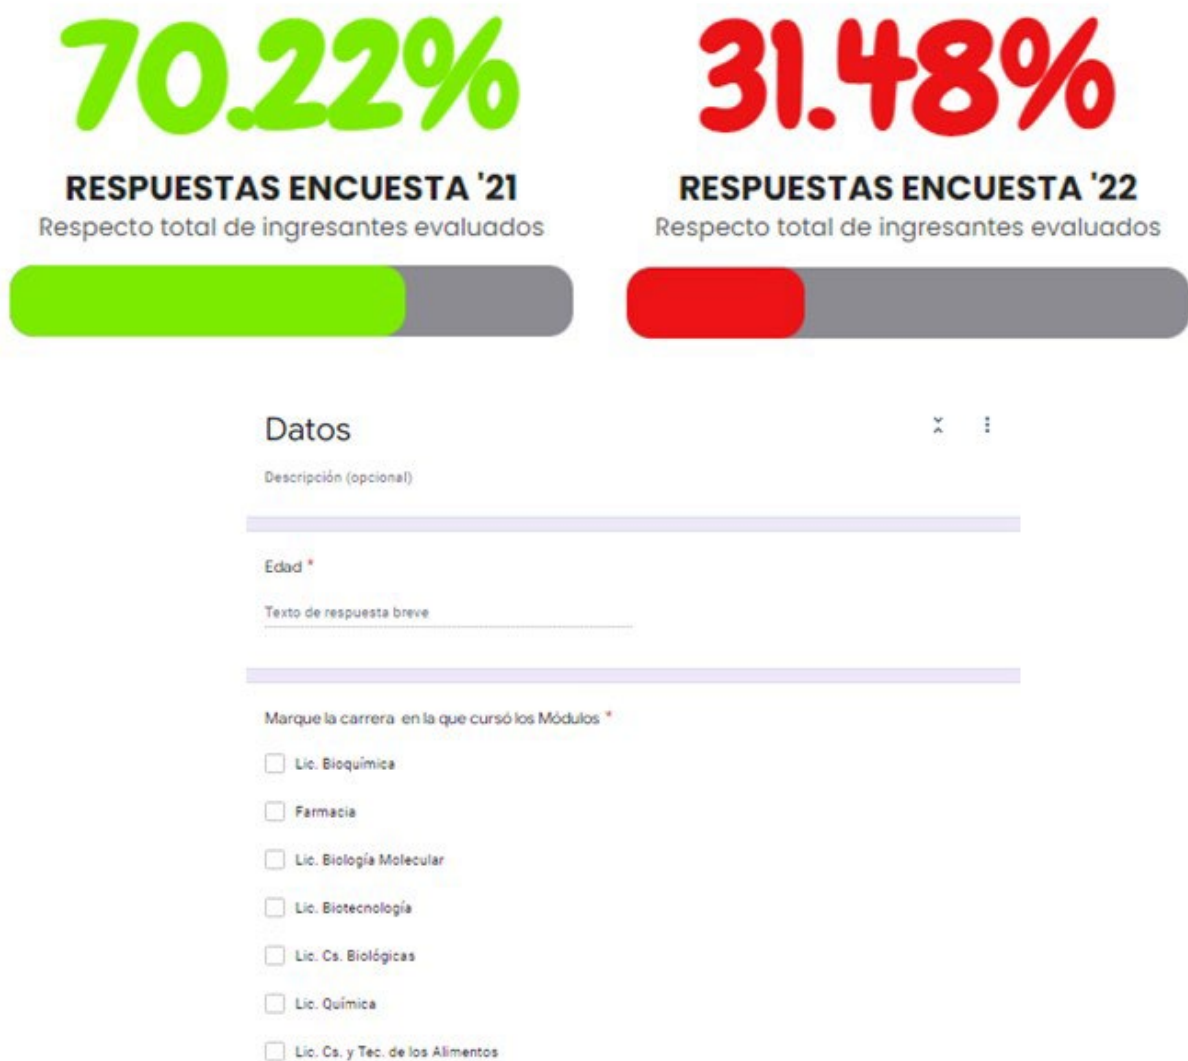 70.22%
RESPUESTAS ENCUESTA '21
Respecto total de ingresantes evaluados
31.48%
RESPUESTAS ENCUESTA '22
Respecto total de ingresantes evaluados
Datos
Descripción (opcional)
Edad *
Texto de respuesta breve
Marque la carrera en la que cursó los Módulos *
Lic. Bioquímica
Farmacia
Lic. Biología Molecular
Lic. Biotecnología
Lic. Cs. Biológicas
Lic. Química
Lic. Cs. y Tec. de los Alimentos